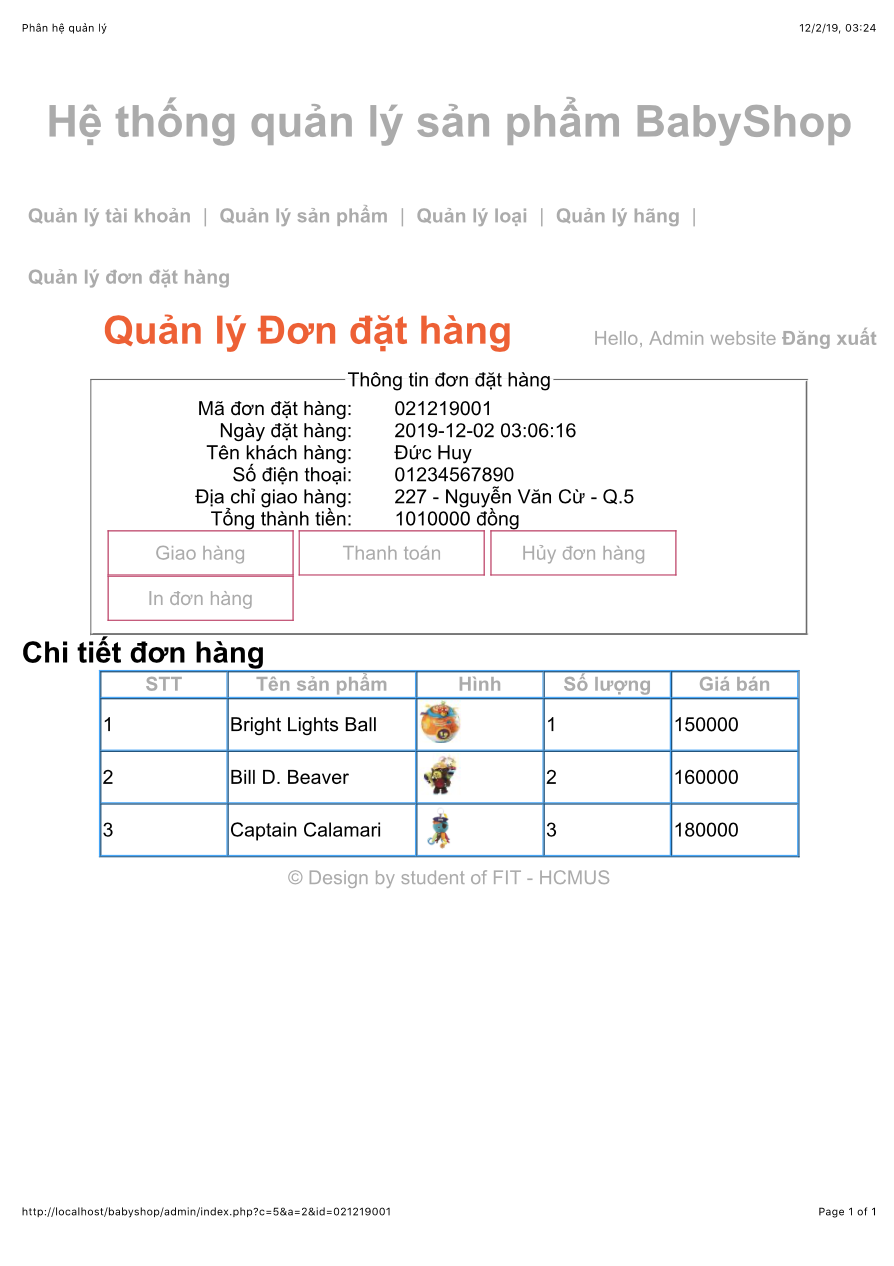 Phân hệ quản lý 12/2/19, 03:24
Hệ thống quản lý sản phẩm BabyShop
Quản lý tài khoản | Quản lý sản phẩm | Quản lý loại | Quản lý hãng |
Quản lý đơn đặt hàng
Quản lý Đơn đặt hàng Hello, Admin website Đăng xuất
Thông tin đơn đặt hàng
Mã đơn đặt hàng: 021219001
Ngày đặt hàng: 2019-12-02 03:06:16
Tên khách hàng: Đức Huy
Số điện thoại: 01234567890
Địa chỉ giao hàng: 227 - Nguyễn Văn Cừ - Q.5
Tổng thành tiền: 1010000 đồng
Giao hàng Thanh toán Hủy đơn hàng
In đơn hàng
Chi tiết đơn hàng
STT Tên sản phẩm Hình Số lượng Giá bán
1 Bright Lights Ball 1 150000
2 Bill D. Beaver 2 160000
3 Captain Calamari 3 180000
© Design by student of FIT - HCMUS
http://localhost/babyshop/admin/index.php?c=5&a=2&id=021219001 Page 1 of 1